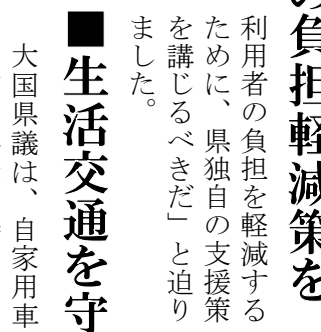 の負担軽減策を
利用者の負担を軽減する
ために、県独自の支援策
を講じるべきだ」と迫り
ました。
■生活交通を守
大国県議は、自家用車